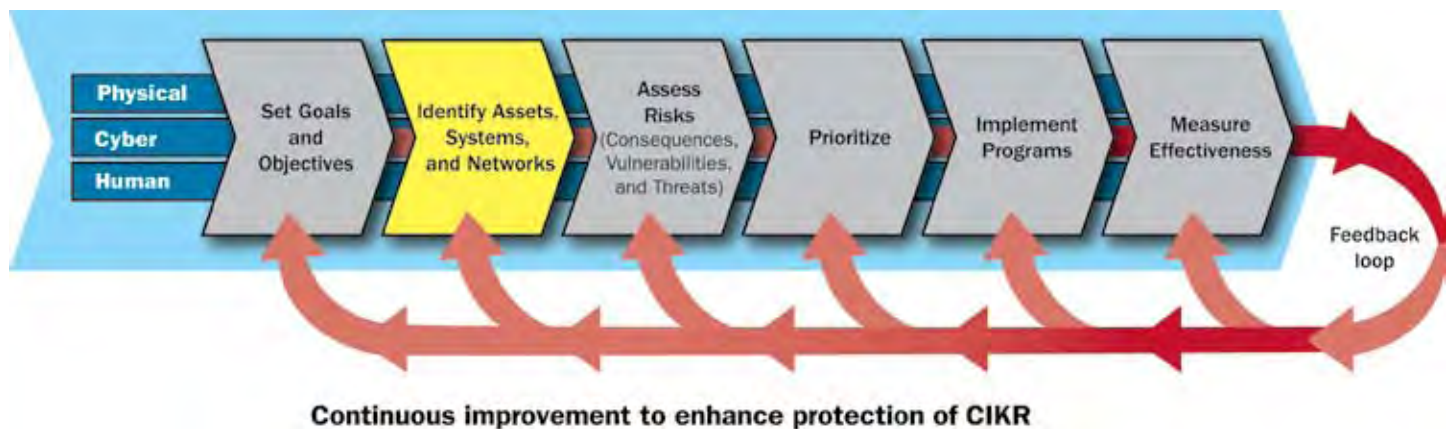 Physical
Cyber
Human
Set Goals
and
Objectives
Identify Assets,
Systems,
and Networks
Assess
Risks
(Consequences,
Vulnerabilities,
and Threats)
Prioritize
Implement
Programs
Measure
Effectiveness
Feedback
loop
Continuous improvement to enhance protection of CIKR